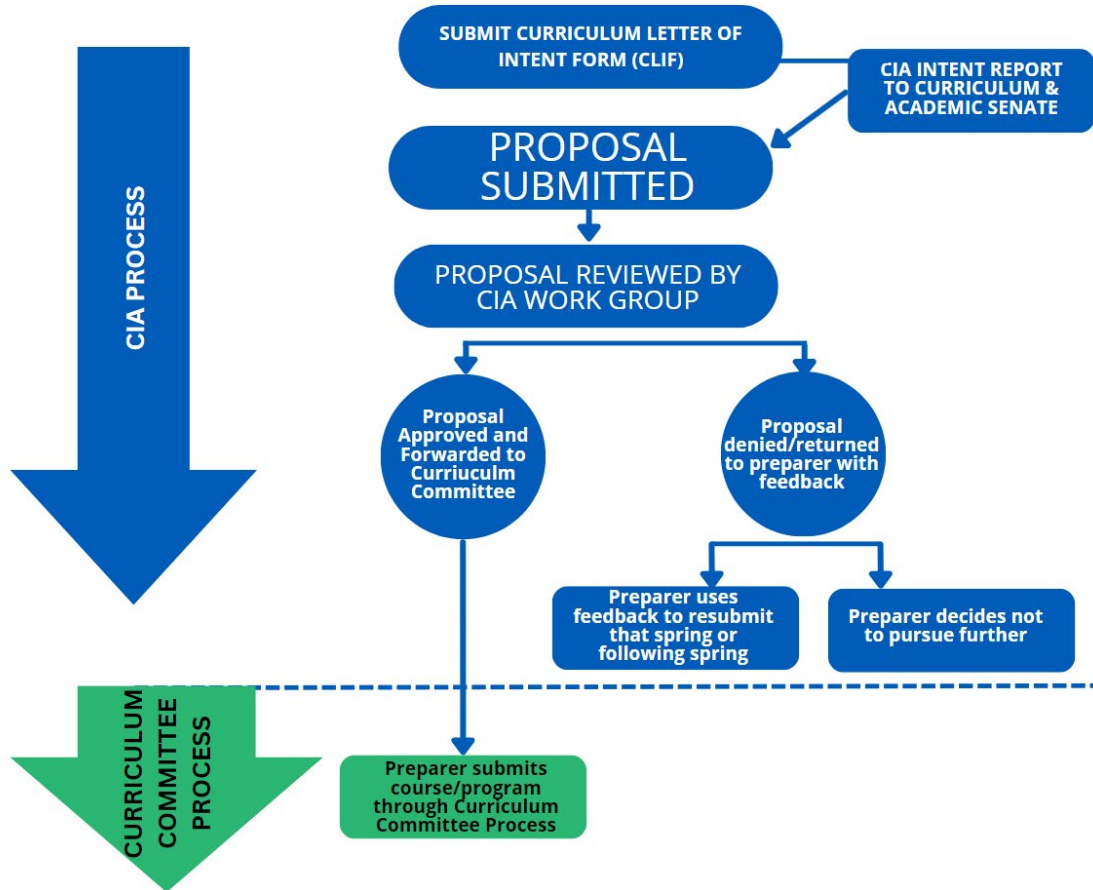 SUBMIT CURRICULUM LETTER OF
INTENT FORM (CLIF)
CIA INTENT REPORT
TO CURRICULUM &
ACADEMIC SENATE
PROPOSAL
SUBMITTED
CIA PROCESS
PROPOSAL REVIEWED BY
CIA WORK GROUP
Proposal
Approved and
Forwarded to
Curriuculm
Committee
Proposal
denied/returned
to preparer with
feedback
Preparer uses
feedback to resubmit
that spring or
following spring
Preparer decides not
to pursue further
CURRICULUM
COMMITTEE
PROCESS
Preparer submits
course/program
through Curriculum
Committee Process